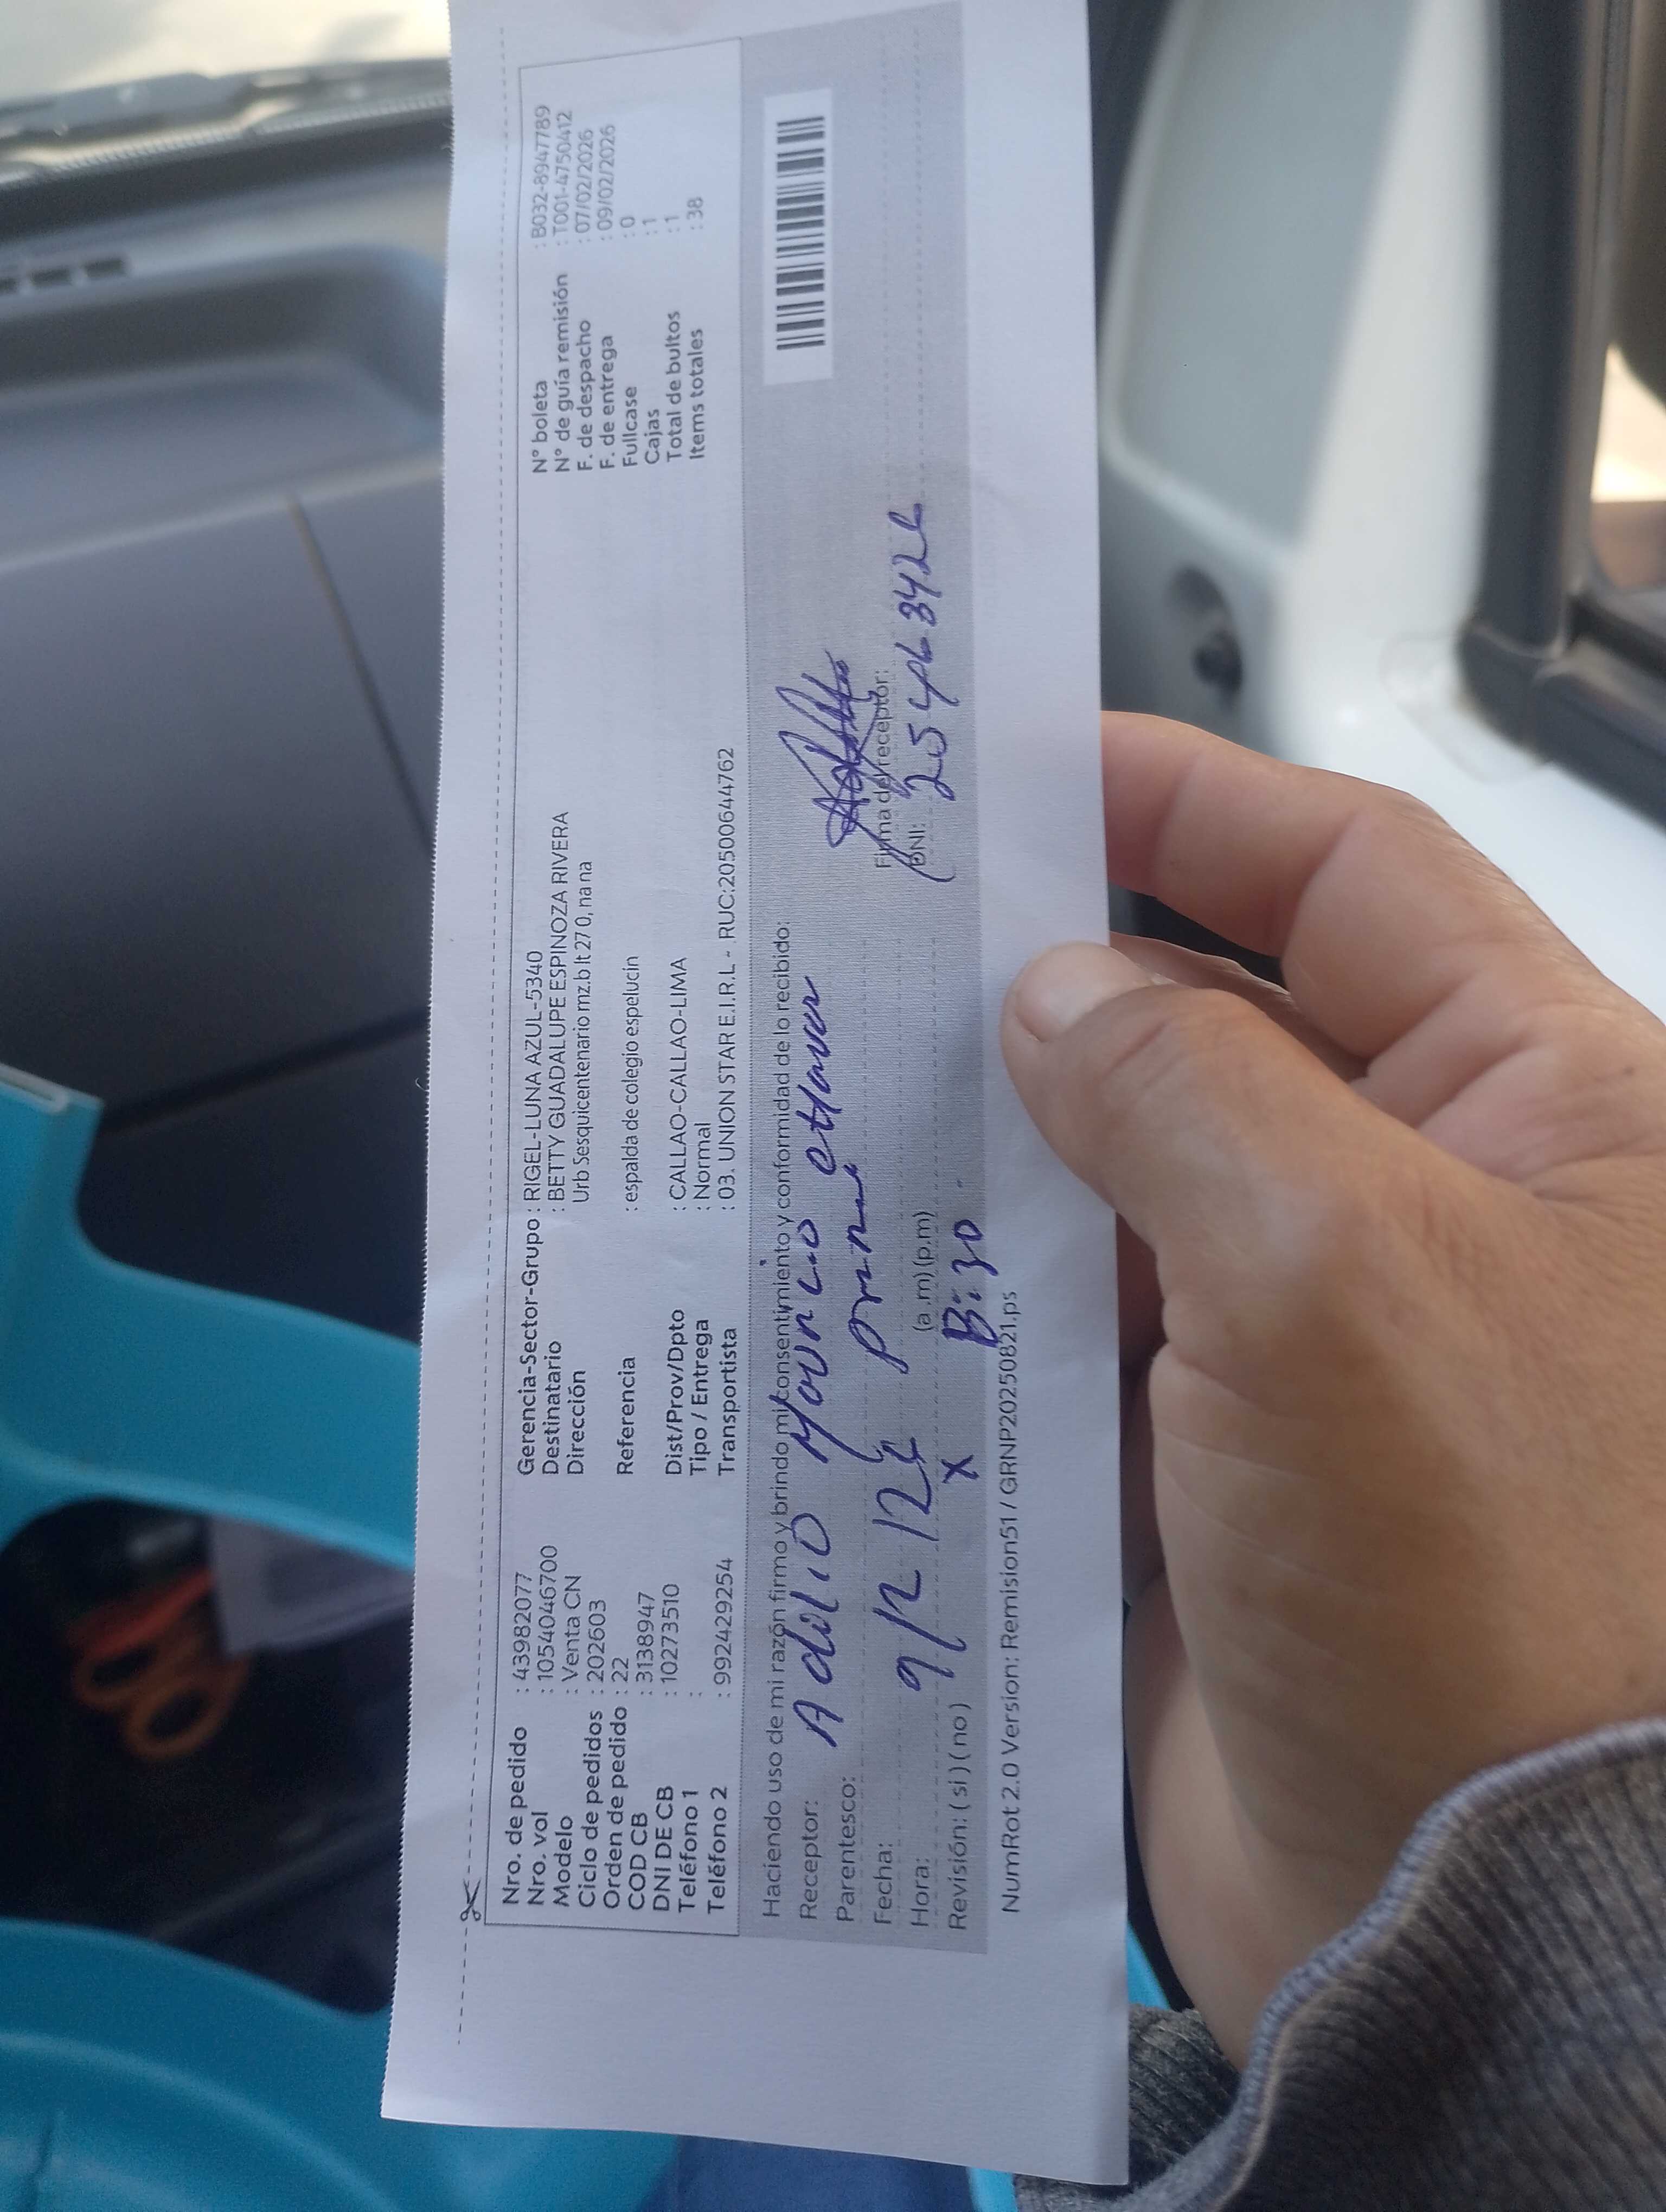 Nro. de pedido : 43982077
Nro. vol : 1054046700
Modelo : Venta CN
Ciclo de pedidos : 202603
Orden de pedido : 22
COD CB : 3138947
DNI DE CB : 10273510
Teléfono 1 :
Teléfono 2 : 992429254
Gerencia-Sector-Grupo : RIGEL-LUNA AZUL-5340
Destinatario : BETTY GUADALUPE ESPINOZA RIVERA
Dirección Urb Sesquicentenario mz.b lt 27 0, na na
Referencia : espalda de colegio espelucin
Dist/Prov/Dpto : CALLAO-CALLAO-LIMA
Tipo / Entrega : Normal
Transportista : 03. UNION STAR E.I.R.L - RUC:20500644762
N° boleta : B032-8947789
N° de guía remisión : T001-4750412
F. de despacho : 07/02/2026
F. de entrega : 09/02/2026
Fullcase : 0
Cajas : 1
Total de bultos : 1
Items totales : 38
Haciendo uso de mi razón firmo y brindo mi consentimiento y conformidad de lo recibido:
Receptor:
Parentesco:
Fecha: 9/2/26
Hora: (a.m) (p.m)
Revisión: ( si ) ( no ) x
Firma del receptor:
DNI:
NumRot 2.0 Version: Remision51 / GRNP20250821.ps